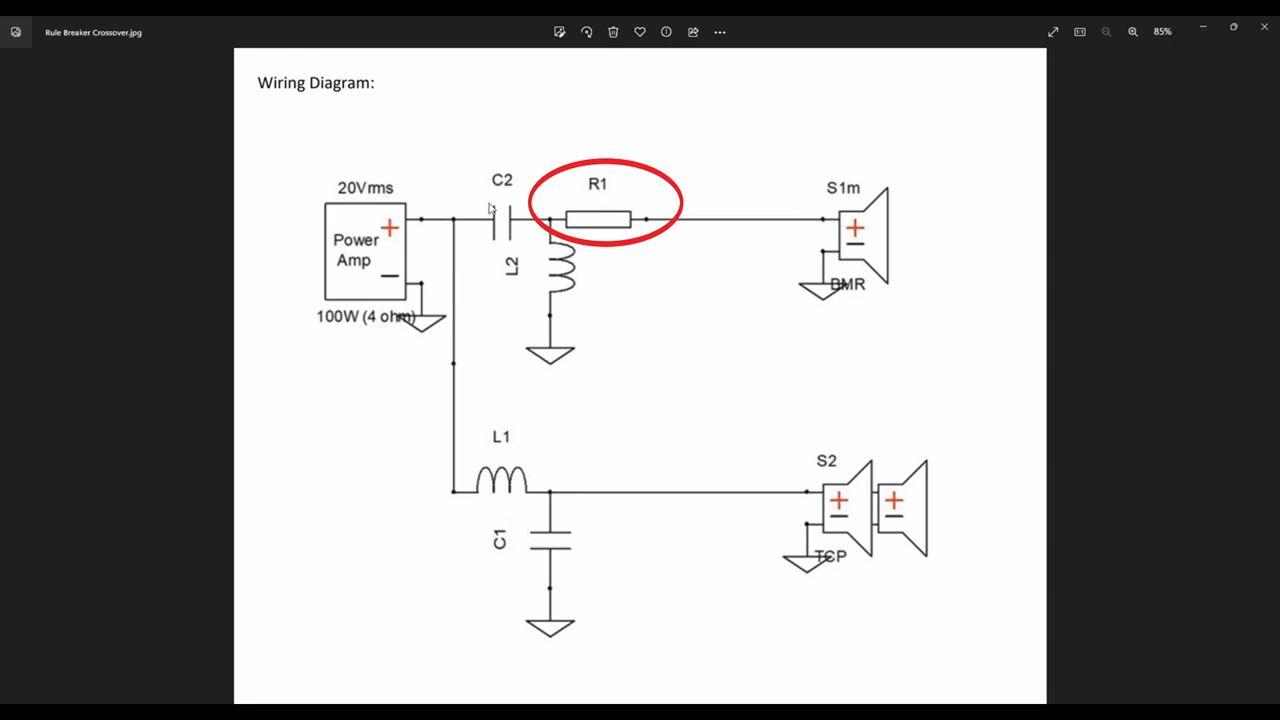 Rule Breaker Crossover.jpg
85%
Wiring Diagram:
C2
R1
20Vrms
S1m
+
Power
Amp
−
+
−
L2
BMR
100W (4 ohm)
L1
S2
+
−
+
−
C1
TCP